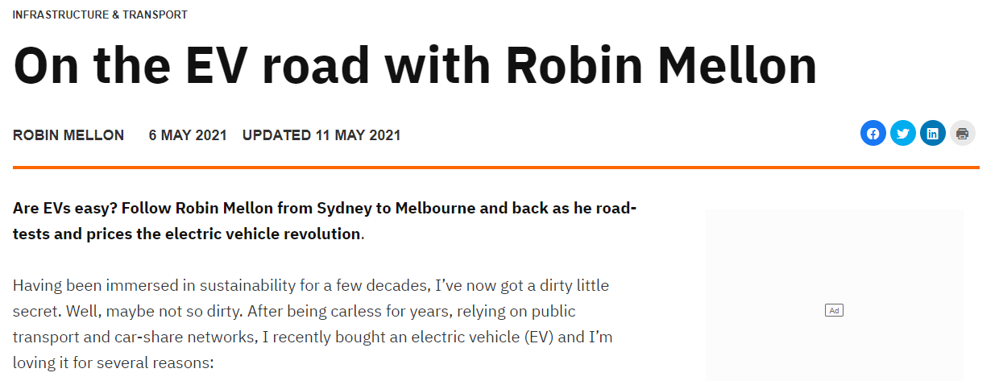 INFRASTRUCTURE & TRANSPORT
On the EV road with Robin Mellon
ROBIN MELLON 6 MAY 2021 UPDATED 11 MAY 2021
Are EVs easy? Follow Robin Mellon from Sydney to Melbourne and back as he road-
tests and prices the electric vehicle revolution.
Having been immersed in sustainability for a few decades, I’ve now got a dirty little
secret. Well, maybe not so dirty. After being carless for years, relying on public
transport and car-share networks, I recently bought an electric vehicle (EV) and I’m
loving it for several reasons:
Ad